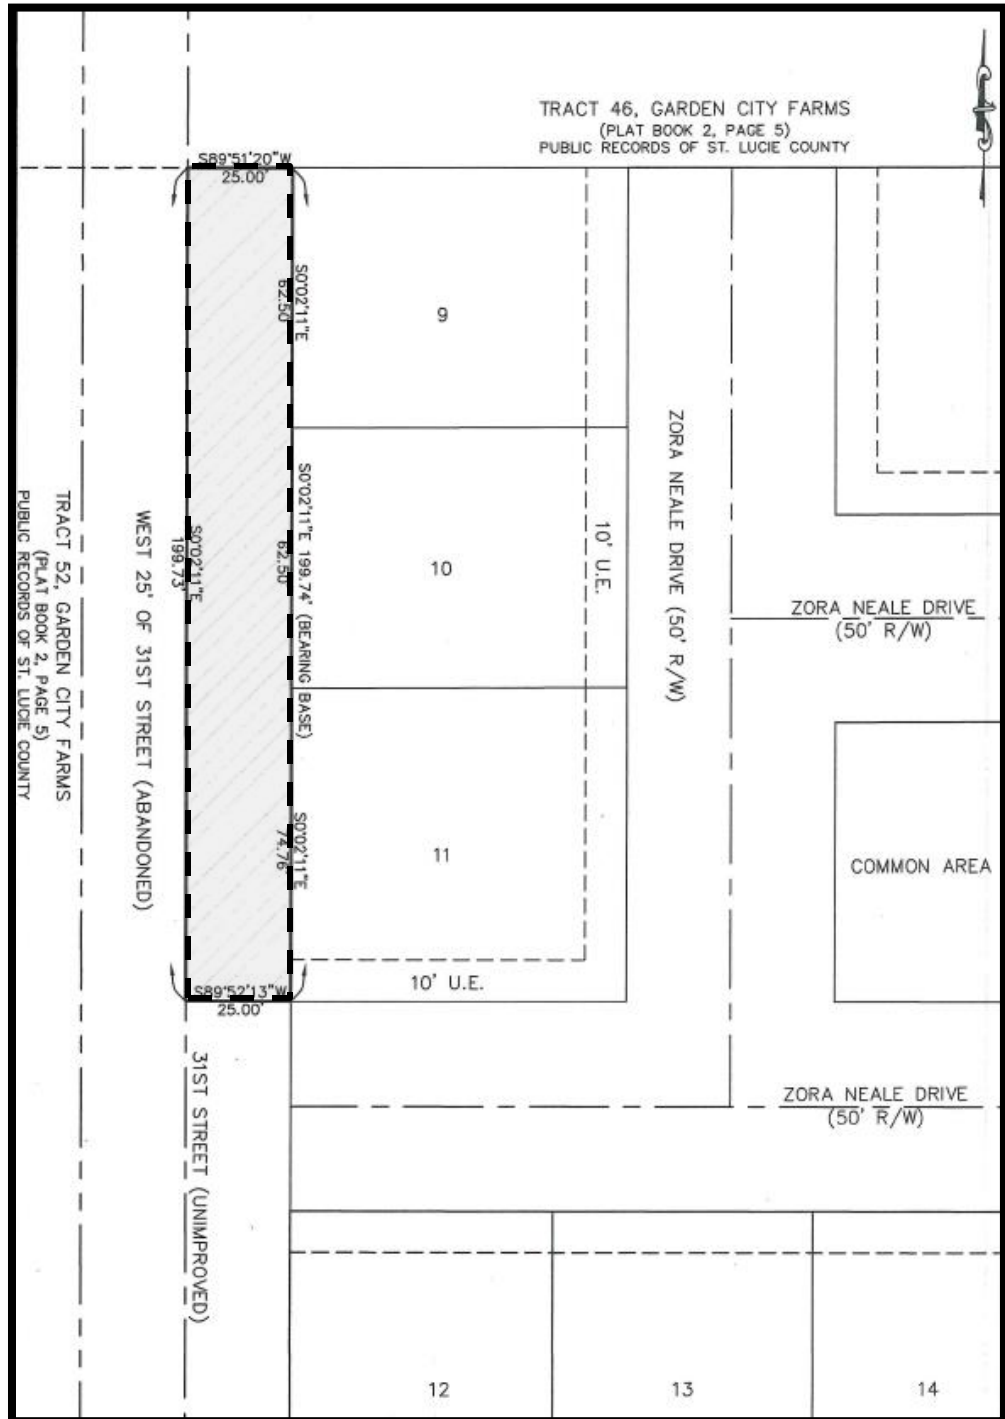 TRACT 46, GARDEN CITY FARMS
(PLAT BOOK 2, PAGE 5)
PUBLIC RECORDS OF ST. LUCIE COUNTY
S89°51'20"W
25.00'
S0°02'11"E
62.50'
9
S0°02'11"E 199.74' (BEARING BASE)
62.50'
10
10' U.E.
ZORA NEALE DRIVE (50' R/W)
ZORA NEALE DRIVE
(50' R/W)
S0°02'11"E
199.73'
WEST 25' OF 31ST STREET (ABANDONED)
TRACT 52, GARDEN CITY FARMS
(PLAT BOOK 2, PAGE 5)
PUBLIC RECORDS OF ST. LUCIE COUNTY
S0°02'11"E
74.76'
11
COMMON AREA
10' U.E.
S89°52'13"W
25.00'
31ST STREET (UNIMPROVED)
ZORA NEALE DRIVE
(50' R/W)
12
13
14